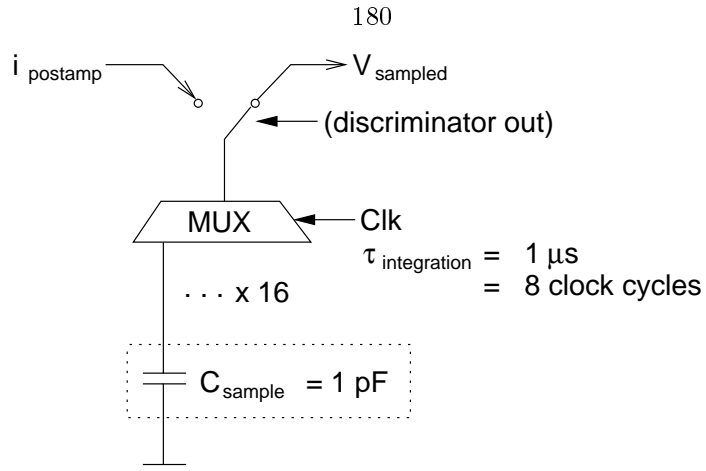 180
i postamp
V sampled
(discriminator out)
MUX
Clk
τ integration = 1 μs
= 8 clock cycles
. . . x 16
C sample = 1 pF